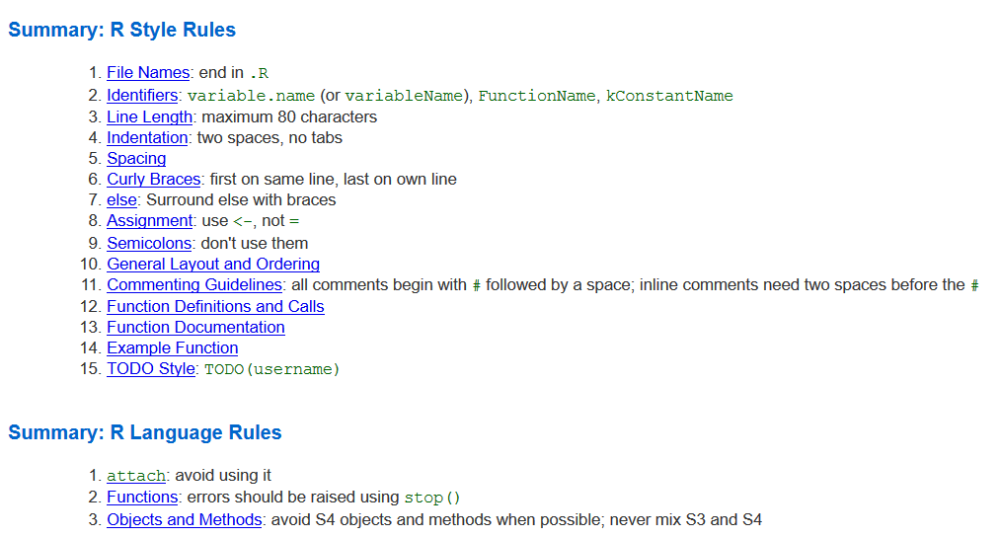 Summary: R Style Rules
1. File Names: end in .R
2. Identifiers: variable.name (or variableName), FunctionName, kConstantName
3. Line Length: maximum 80 characters
4. Indentation: two spaces, no tabs
5. Spacing
6. Curly Braces: first on same line, last on own line
7. else: Surround else with braces
8. Assignment: use <-, not =
9. Semicolons: don't use them
10. General Layout and Ordering
11. Commenting Guidelines: all comments begin with # followed by a space; inline comments need two spaces before the #
12. Function Definitions and Calls
13. Function Documentation
14. Example Function
15. TODO Style: TODO(username)
Summary: R Language Rules
1. attach: avoid using it
2. Functions: errors should be raised using stop()
3. Objects and Methods: avoid S4 objects and methods when possible; never mix S3 and S4